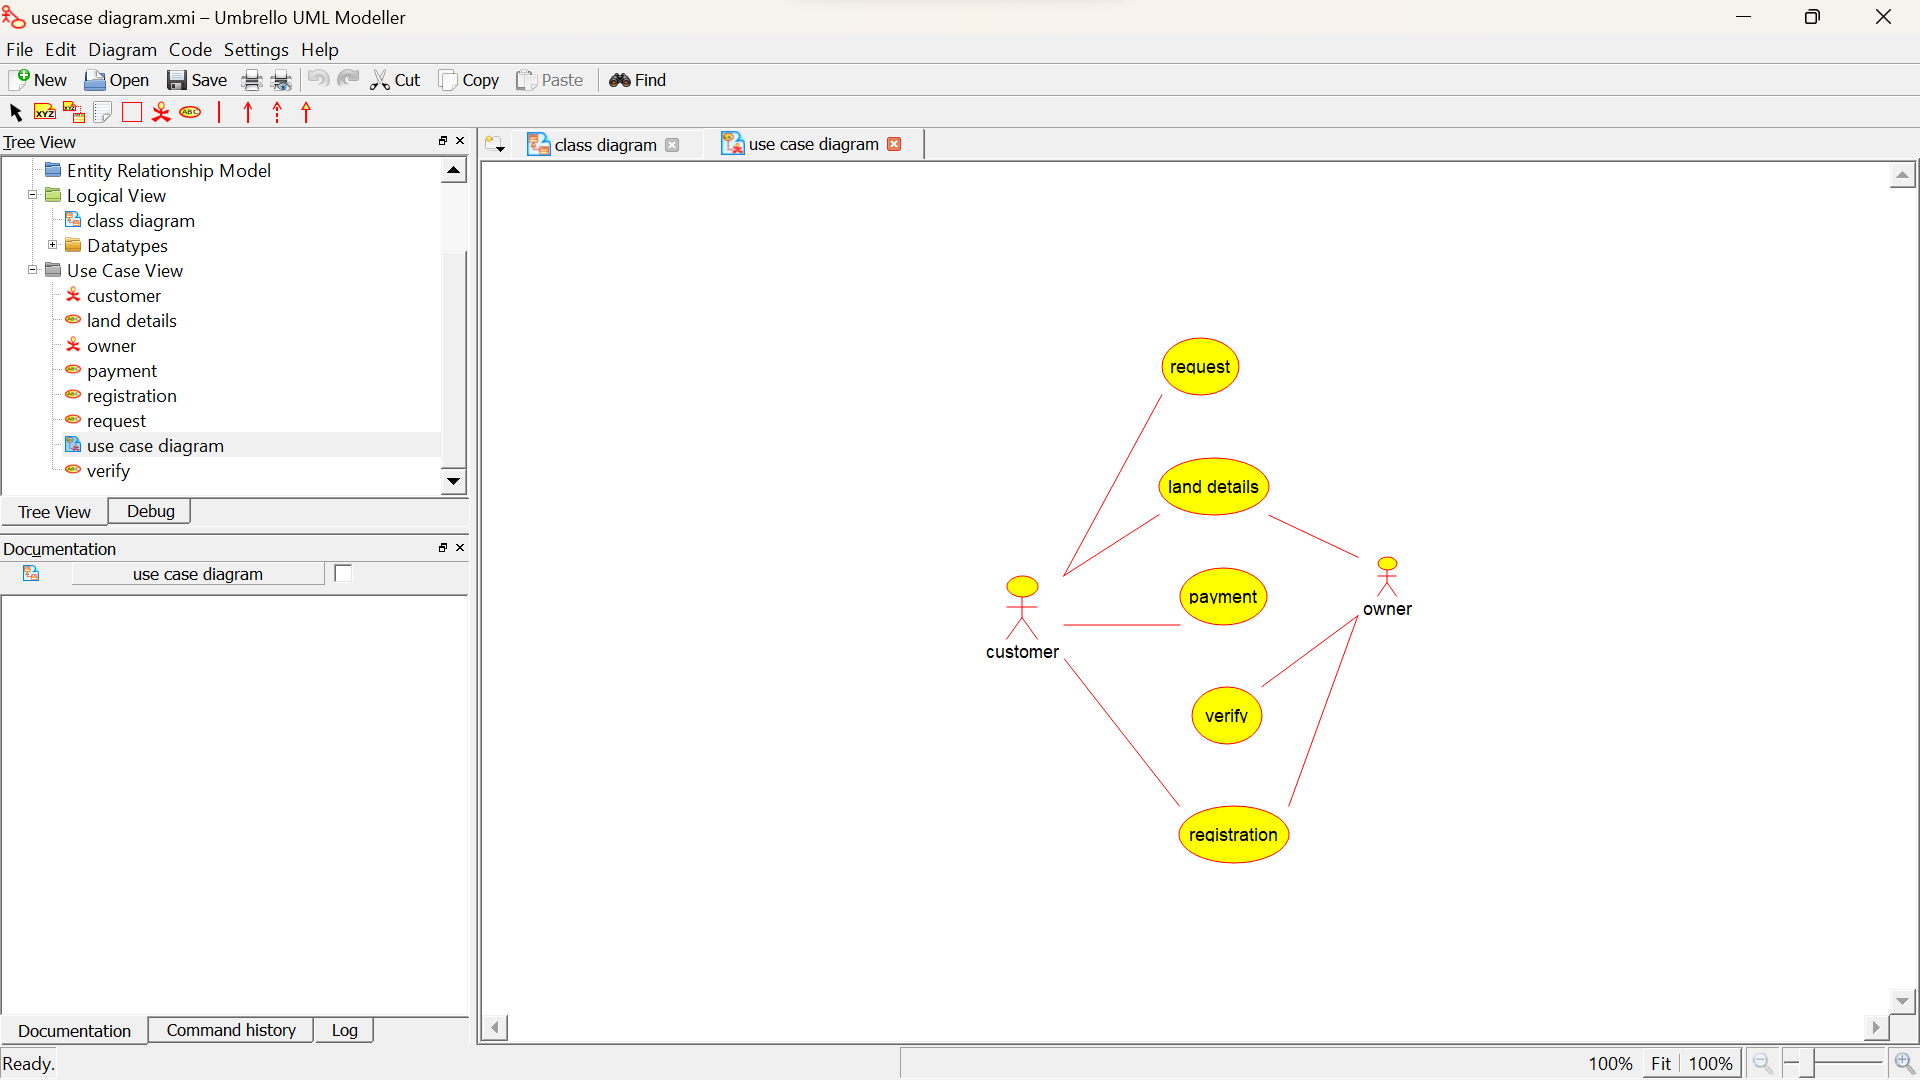 usecase diagram.xmi – Umbrello UML Modeller
File Edit Diagram Code Settings Help
New Open Save Cut Copy Paste Find
XYZ XYZ ABC
Tree View
class diagram
use case diagram
Entity Relationship Model
Logical View
class diagram
Datatypes
Use Case View
customer
land details
owner
payment
registration
request
use case diagram
verify
Tree View Debug
Documentation
use case diagram
request
land details
payment
owner
customer
verify
registration
Documentation Command history Log
Ready.
100% Fit 100%